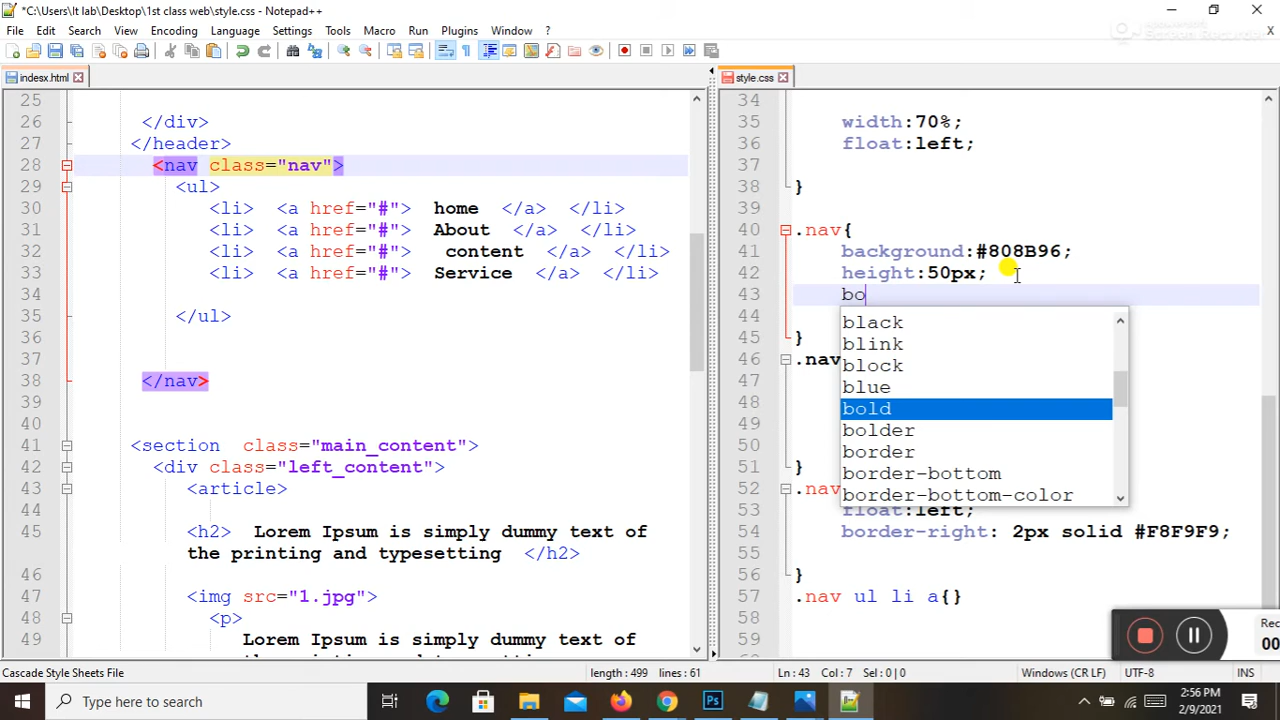 *C:\Users\It lab\Desktop\1st class web\style.css - Notepad++
File Edit Search View Encoding Language Settings Tools Macro Run Plugins Window ?
X
indesx.html
25
26 </div>
27 </header>
28 <nav class="nav">
29 <ul>
30 <li> <a href="#"> home </a> </li>
31 <li> <a href="#"> About </a> </li>
32 <li> <a href="#"> content </a> </li>
33 <li> <a href="#"> Service </a> </li>
34
35 </ul>
36
37
38 </nav>
39
40
41 <section class="main_content">
42 <div class="left_content">
43 <article>
44
45 <h2> Lorem Ipsum is simply dummy text of
the printing and typesetting </h2>
46
47 <img src="1.jpg">
48 <p>
49 Lorem Ipsum is simply dummy text of
style.css
34
35 width:70%;
36 float:left;
37
38 }
39
40 .nav{
41 background:#808B96;
42 height:50px;
43 bo
44
45 }
46 .nav
47
48
49
50
51 }
52 .nav
53 float:left;
54 border-right: 2px solid #F8F9F9;
55
56 }
57 .nav ul li a{}
58
59
black
blink
block
blue
bold
bolder
border
border-bottom
border-bottom-color
Rec
00
Cascade Style Sheets File length : 499 lines : 61 Ln : 43 Col : 7 Sel : 0 | 0 Windows (CR LF) UTF-8 INS
Type here to search
Ps
2:56 PM
2/9/2021